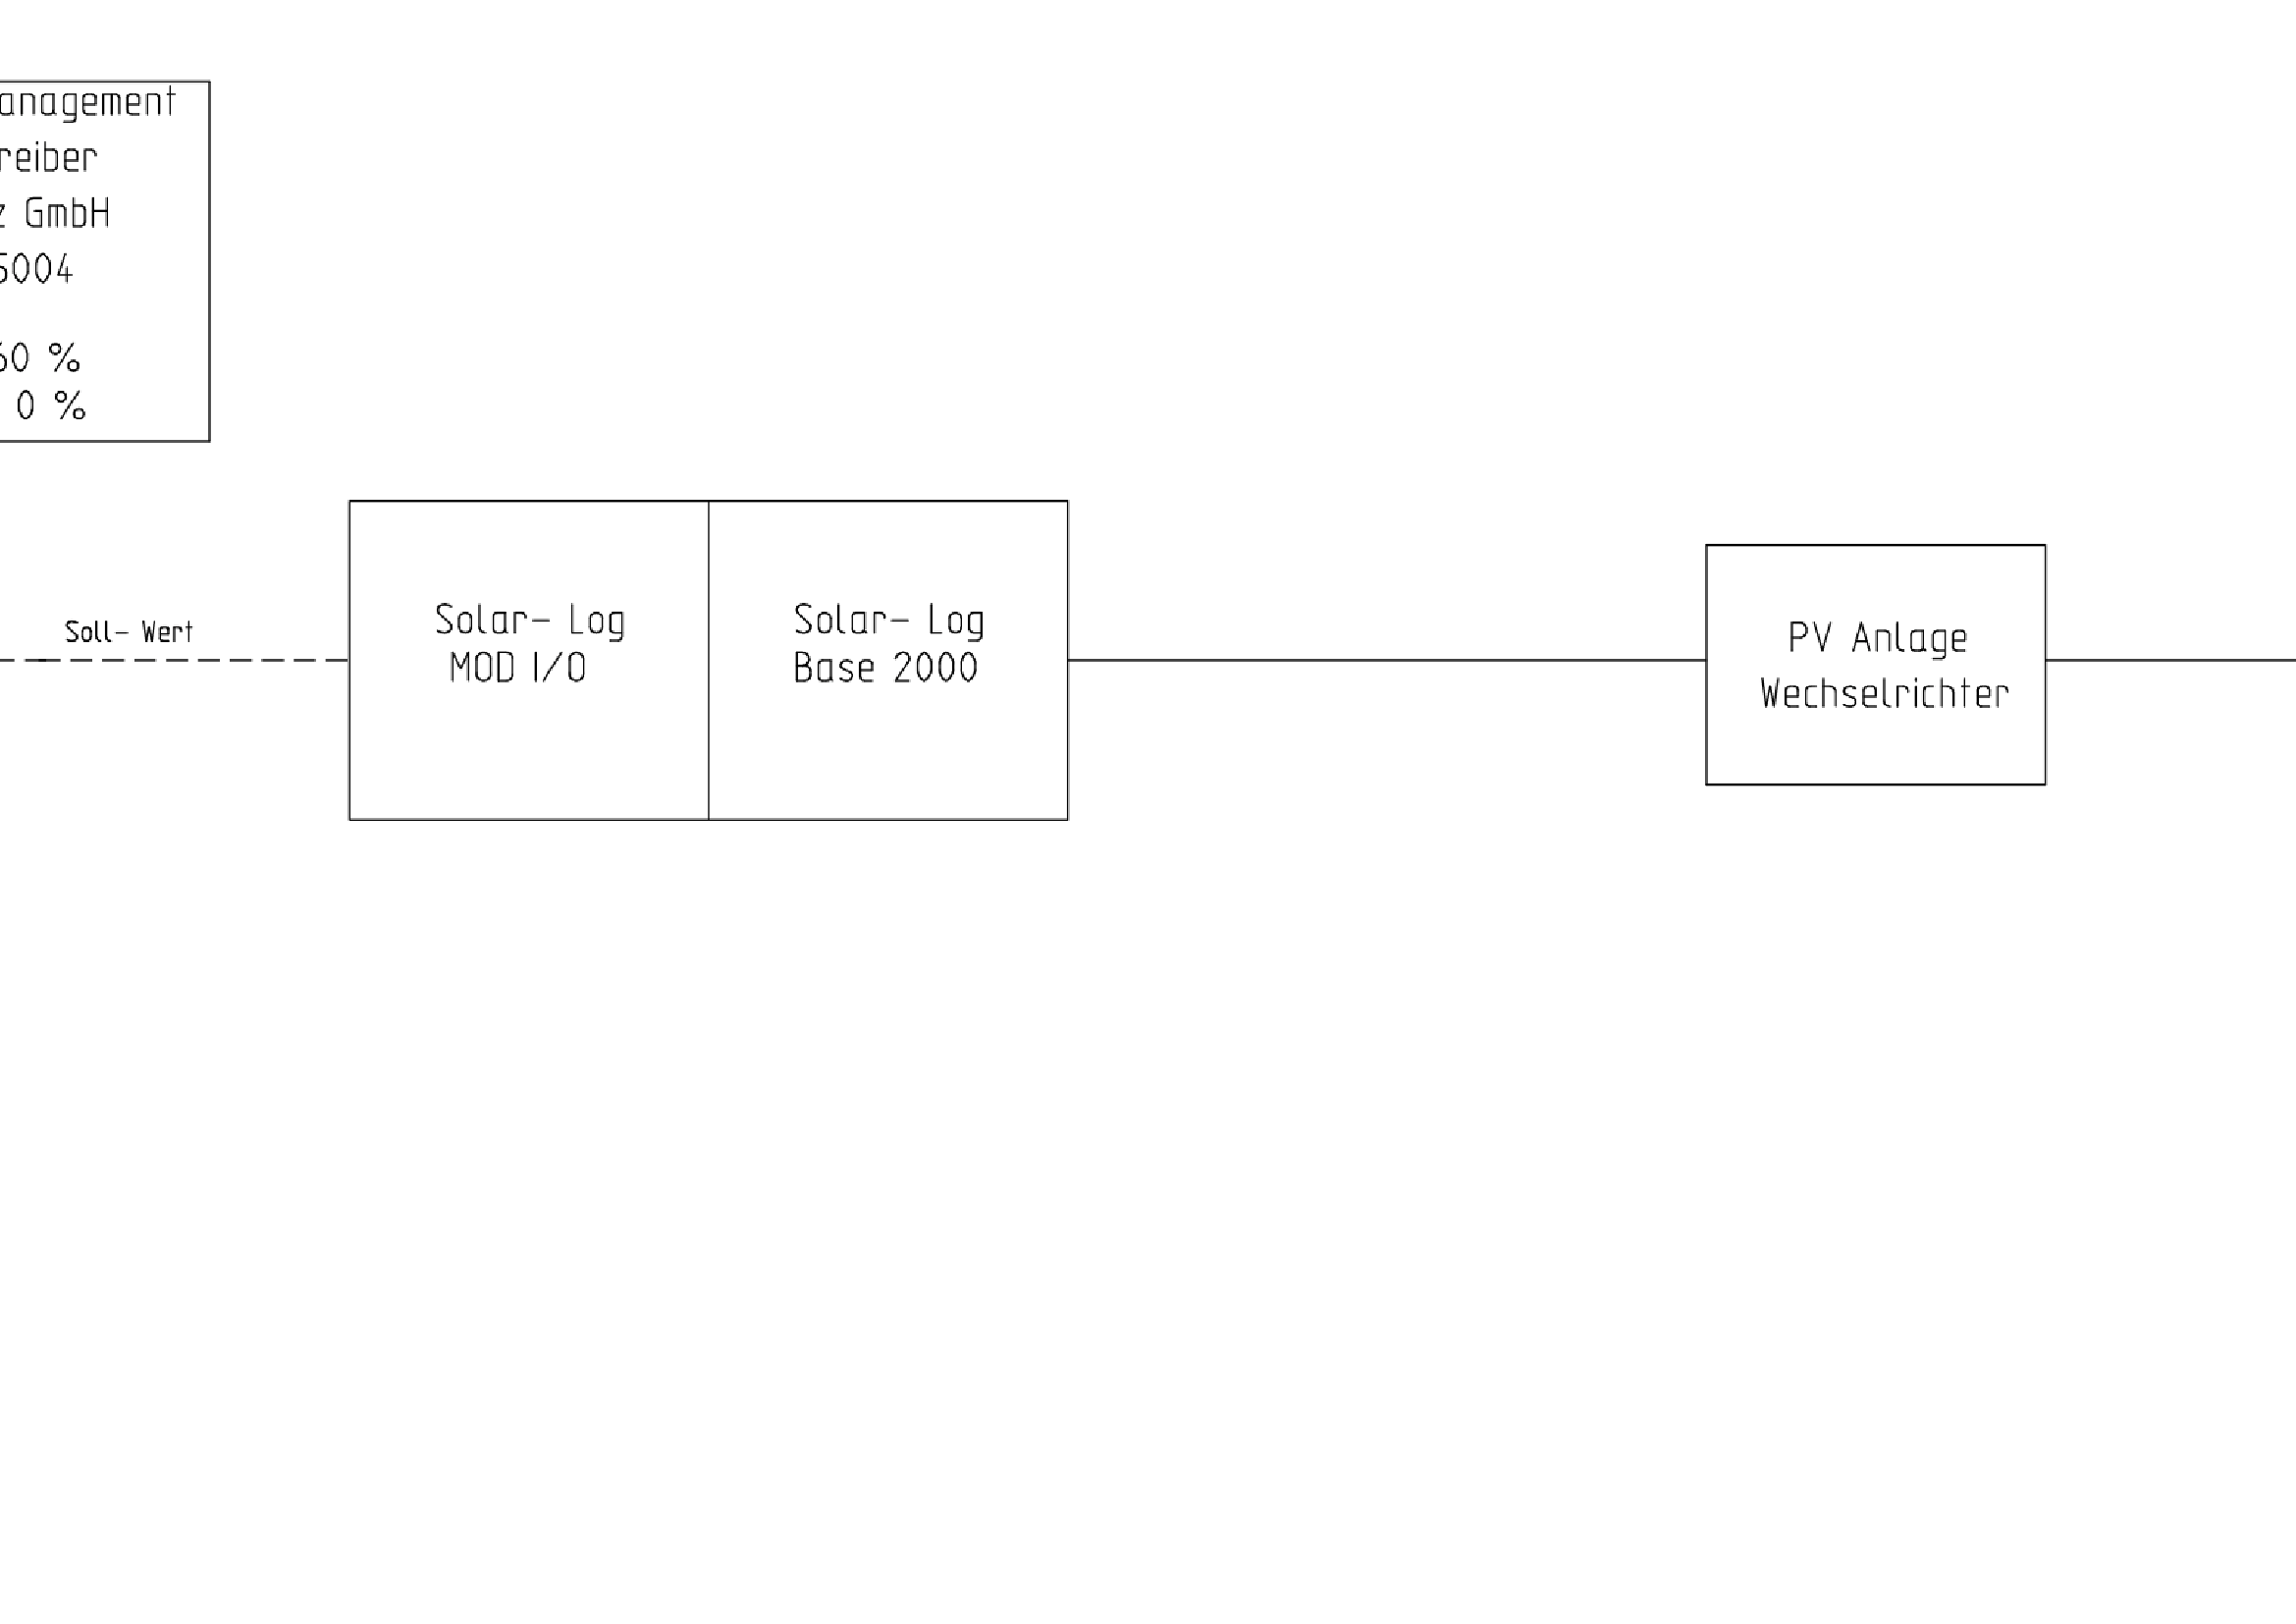 anagement
reiber
z GmbH
5004
60 %
0 %
Soll- Wert
Solar- Log
MOD I/O
Solar- Log
Base 2000
PV Anlage
Wechselrichter